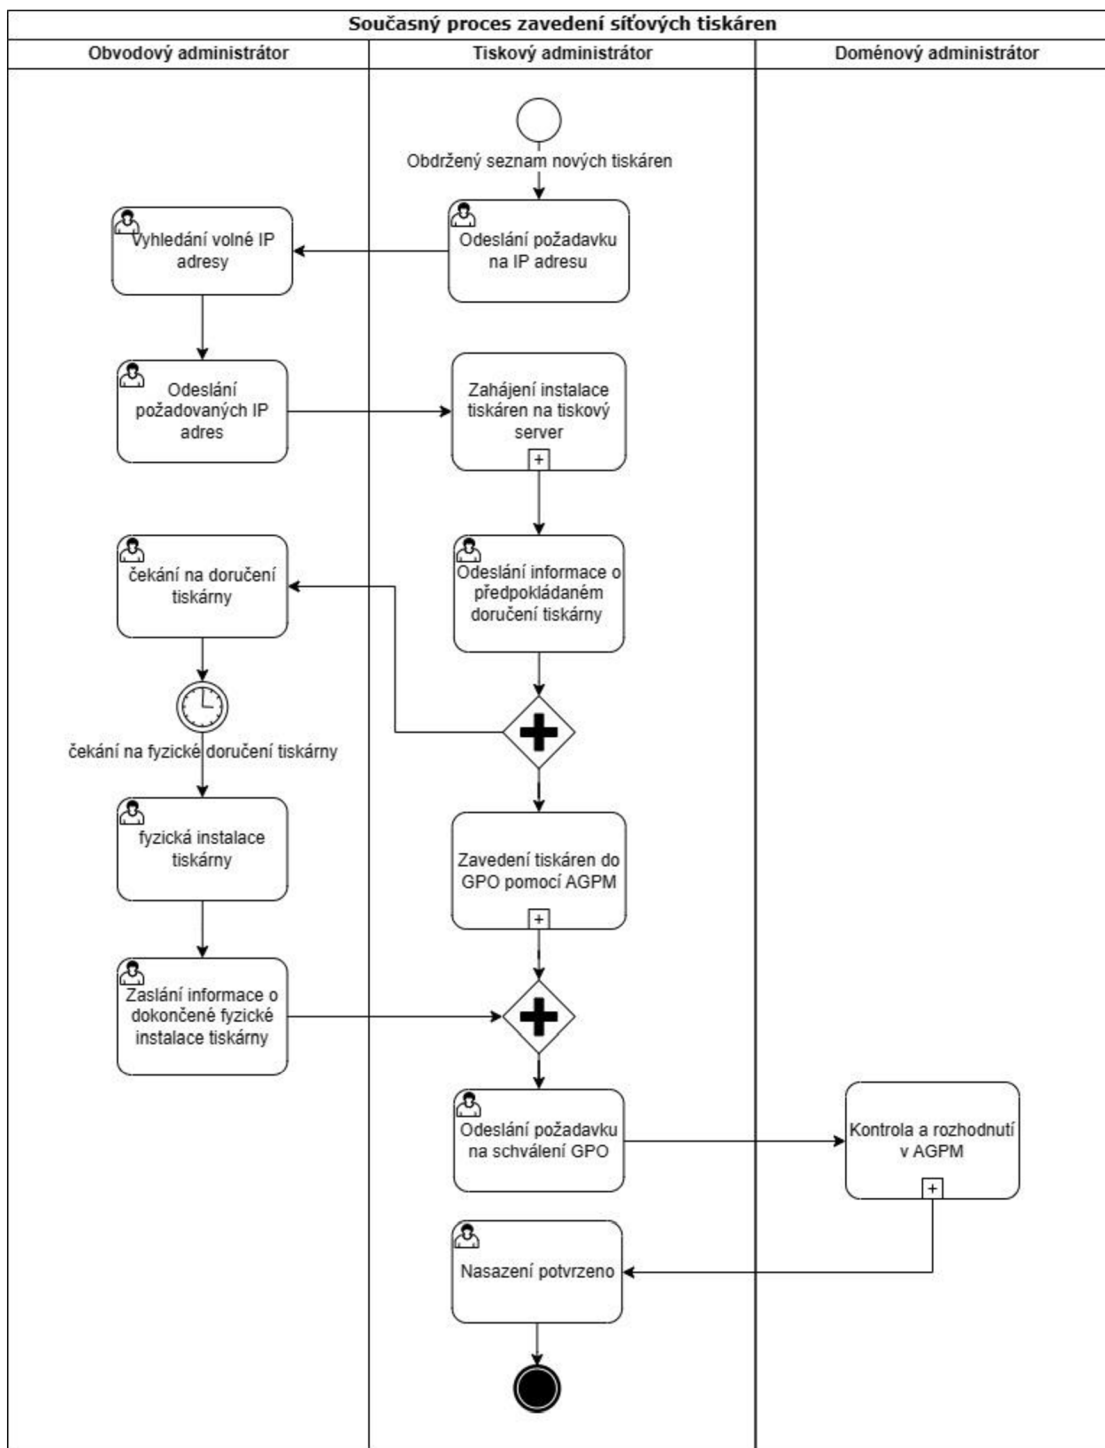 Současný proces zavedení síťových tiskáren
Obvodový administrátor
Tiskový administrátor
Doménový administrátor
Obdržený seznam nových tiskáren
Odeslání požadavku
na IP adresu
Vyhledání volné IP
adresy
Odeslání
požadovaných IP
adres
Zahájení instalace
tiskáren na tiskový
server
Odeslání informace o
předpokládaném
doručení tiskárny
čekání na doručení
tiskárny
čekání na fyzické doručení tiskárny
fyzická instalace
tiskárny
Zavedení tiskáren do
GPO pomocí AGPM
Zaslání informace o
dokončené fyzické
instalace tiskárny
Odeslání požadavku
na schválení GPO
Kontrola a rozhodnutí
v AGPM
Nasazení potvrzeno